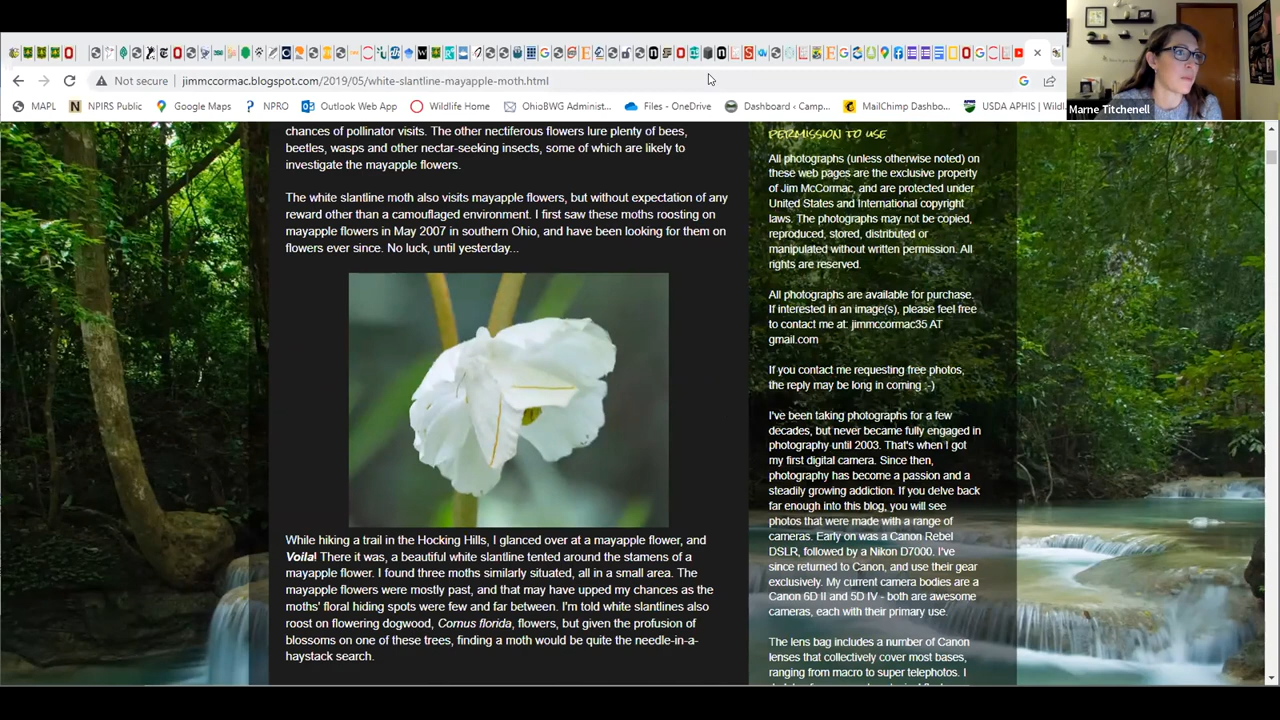 Not secure
jimmccormac.blogspot.com/2019/05/white-slantline-mayapple-moth.html
MAPL
NPIRS Public
Google Maps
NPRO
Outlook Web App
Wildlife Home
OhioBWG Administ...
Files - OneDrive
Dashboard ‹ Camp...
MailChimp Dashbo...
USDA APHIS | Wildl
Marne Titchenell
chances of pollinator visits. The other nectiferous flowers lure plenty of bees,
beetles, wasps and other nectar-seeking insects, some of which are likely to
investigate the mayapple flowers.
The white slantline moth also visits mayapple flowers, but without expectation of any
reward other than a camouflaged environment. I first saw these moths roosting on
mayapple flowers in May 2007 in southern Ohio, and have been looking for them on
flowers ever since. No luck, until yesterday...
While hiking a trail in the Hocking Hills, I glanced over at a mayapple flower, and
Voila! There it was, a beautiful white slantline tented around the stamens of a
mayapple flower. I found three moths similarly situated, all in a small area. The
mayapple flowers were mostly past, and that may have upped my chances as the
moths' floral hiding spots were few and far between. I'm told white slantlines also
roost on flowering dogwood, Cornus florida, flowers, but given the profusion of
blossoms on one of these trees, finding a moth would be quite the needle-in-a-
haystack search.
PERMISSION TO USE
All photographs (unless otherwise noted) on
these web pages are the exclusive property
of Jim McCormac, and are protected under
United States and International copyright
laws. The photographs may not be copied,
reproduced, stored, distributed or
manipulated without written permission. All
rights are reserved.
All photographs are available for purchase.
If interested in an image(s), please feel free
to contact me at: jimmccormac35 AT
gmail.com
If you contact me requesting free photos,
the reply may be long in coming :-)
I've been taking photographs for a few
decades, but never became fully engaged in
photography until 2003. That's when I got
my first digital camera. Since then,
photography has become a passion and a
steadily growing addiction. If you delve back
far enough into this blog, you will see
photos that were made with a range of
cameras. Early on was a Canon Rebel
DSLR, followed by a Nikon D7000. I've
since returned to Canon, and use their gear
exclusively. My current camera bodies are a
Canon 6D II and 5D IV - both are awesome
cameras, each with their primary use.
The lens bag includes a number of Canon
lenses that collectively cover most bases,
ranging from macro to super telephotos. I